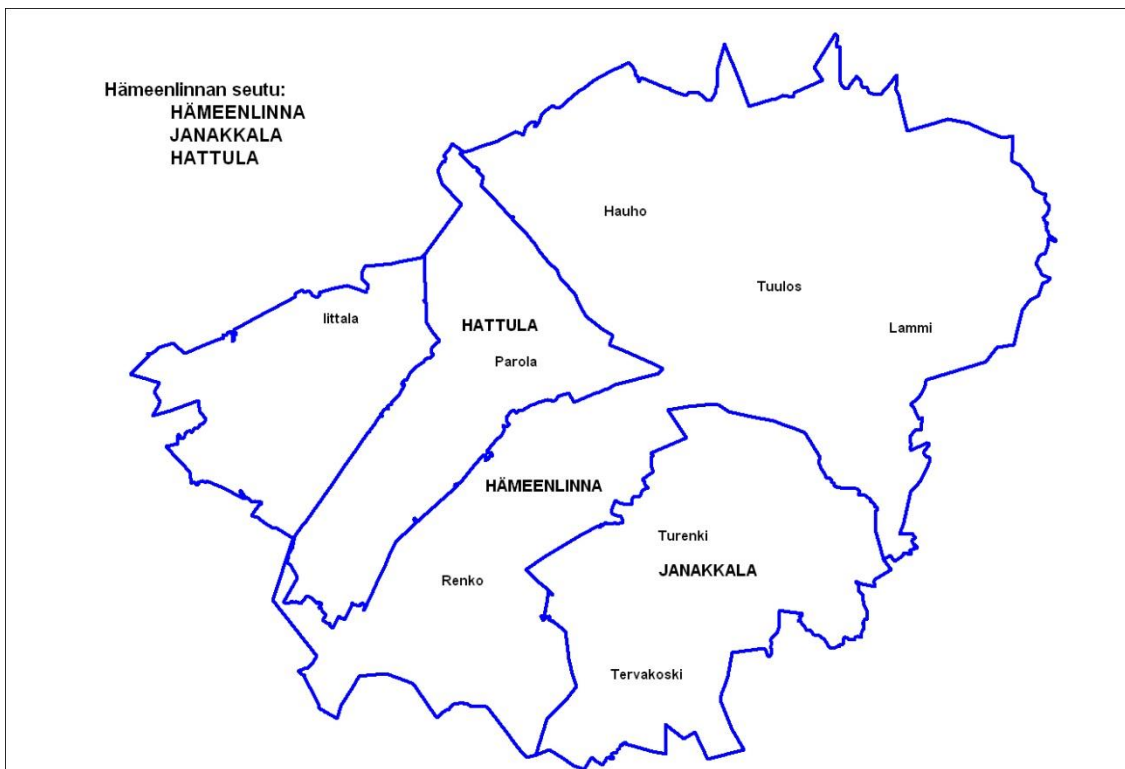 Hämeenlinnan seutu:
HÄMEENLINNA
JANAKKALA
HATTULA
Hauho
Tuulos
Iittala
HATTULA
Lammi
Parola
HÄMEENLINNA
Turenki
JANAKKALA
Renko
Tervakoski